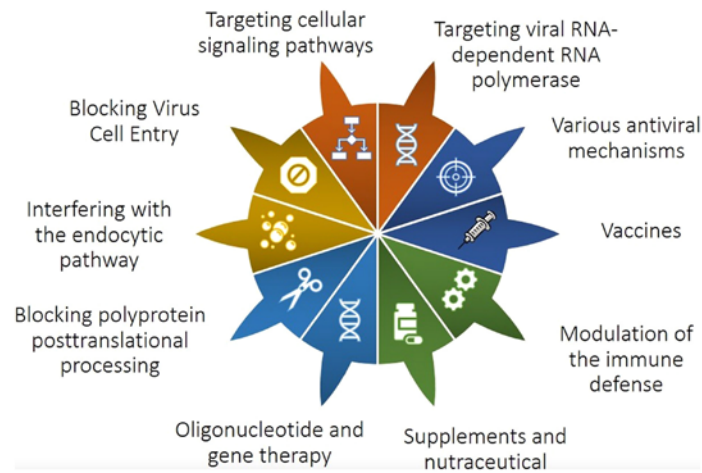 Targeting cellular
signaling pathways
Targeting viral RNA-
dependent RNA
polymerase
Blocking Virus
Cell Entry
Various antiviral
mechanisms
Interfering with
the endocytic
pathway
Vaccines
Blocking polyprotein
posttranslational
processing
Modulation of
the immune
defense
Oligonucleotide and
gene therapy
Supplements and
nutraceutical